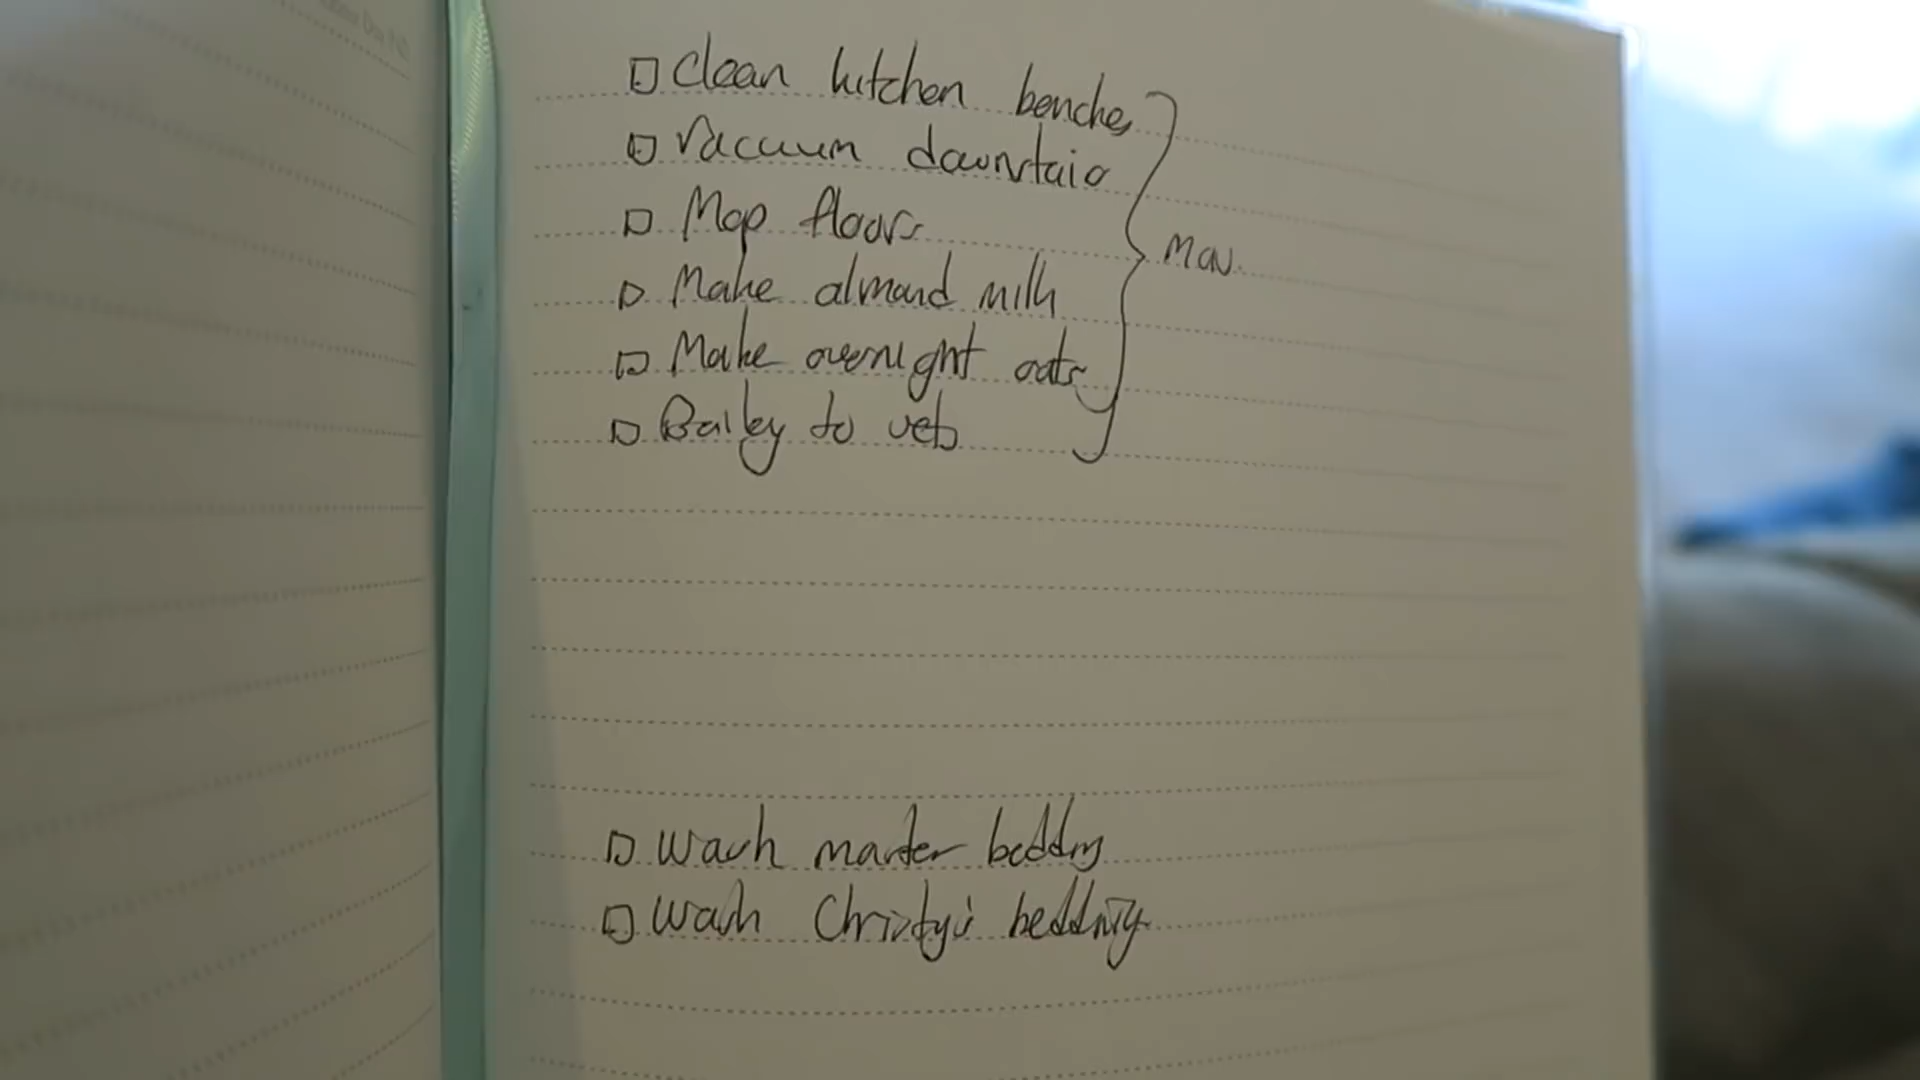 Clean kitchen benches
Vacuum downstairs
Mop floors
Mon.
Make almond milk
Make overnight oats
Bailey to vets
Wash master bedding
Wash Christy's bedding